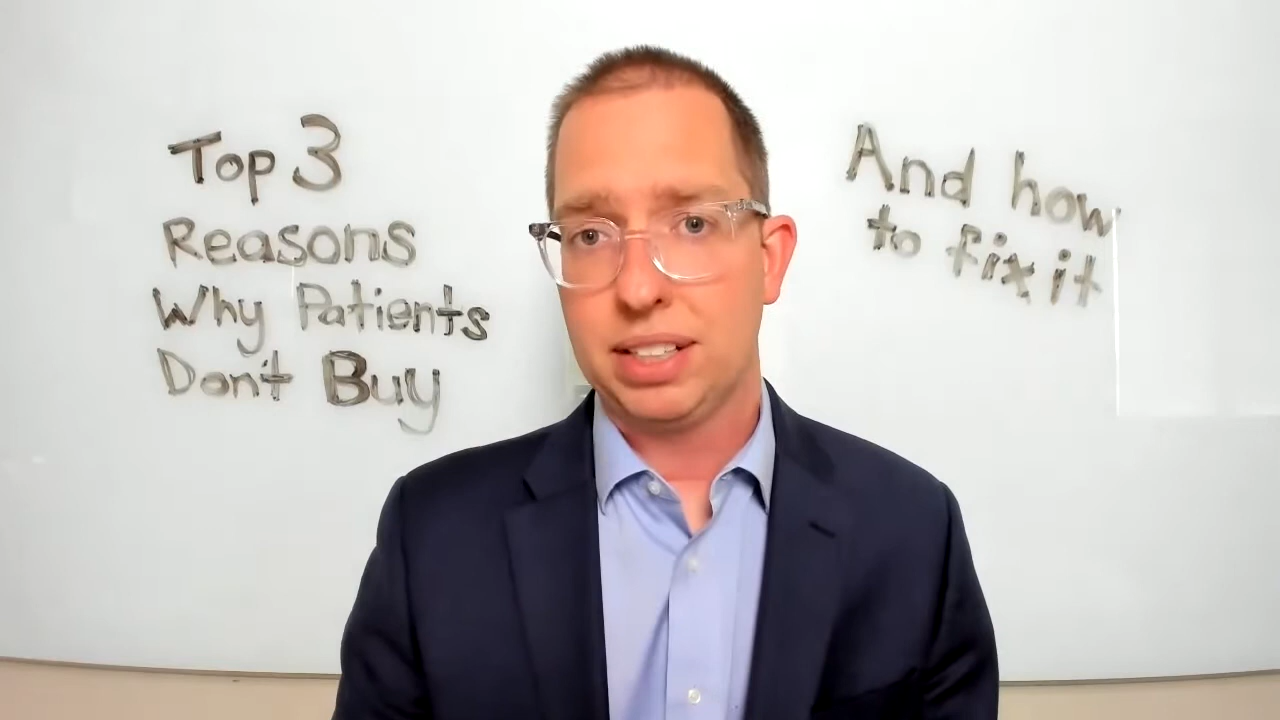 Top 3
Reasons
Why Patients
Don't Buy
And how
to fix it